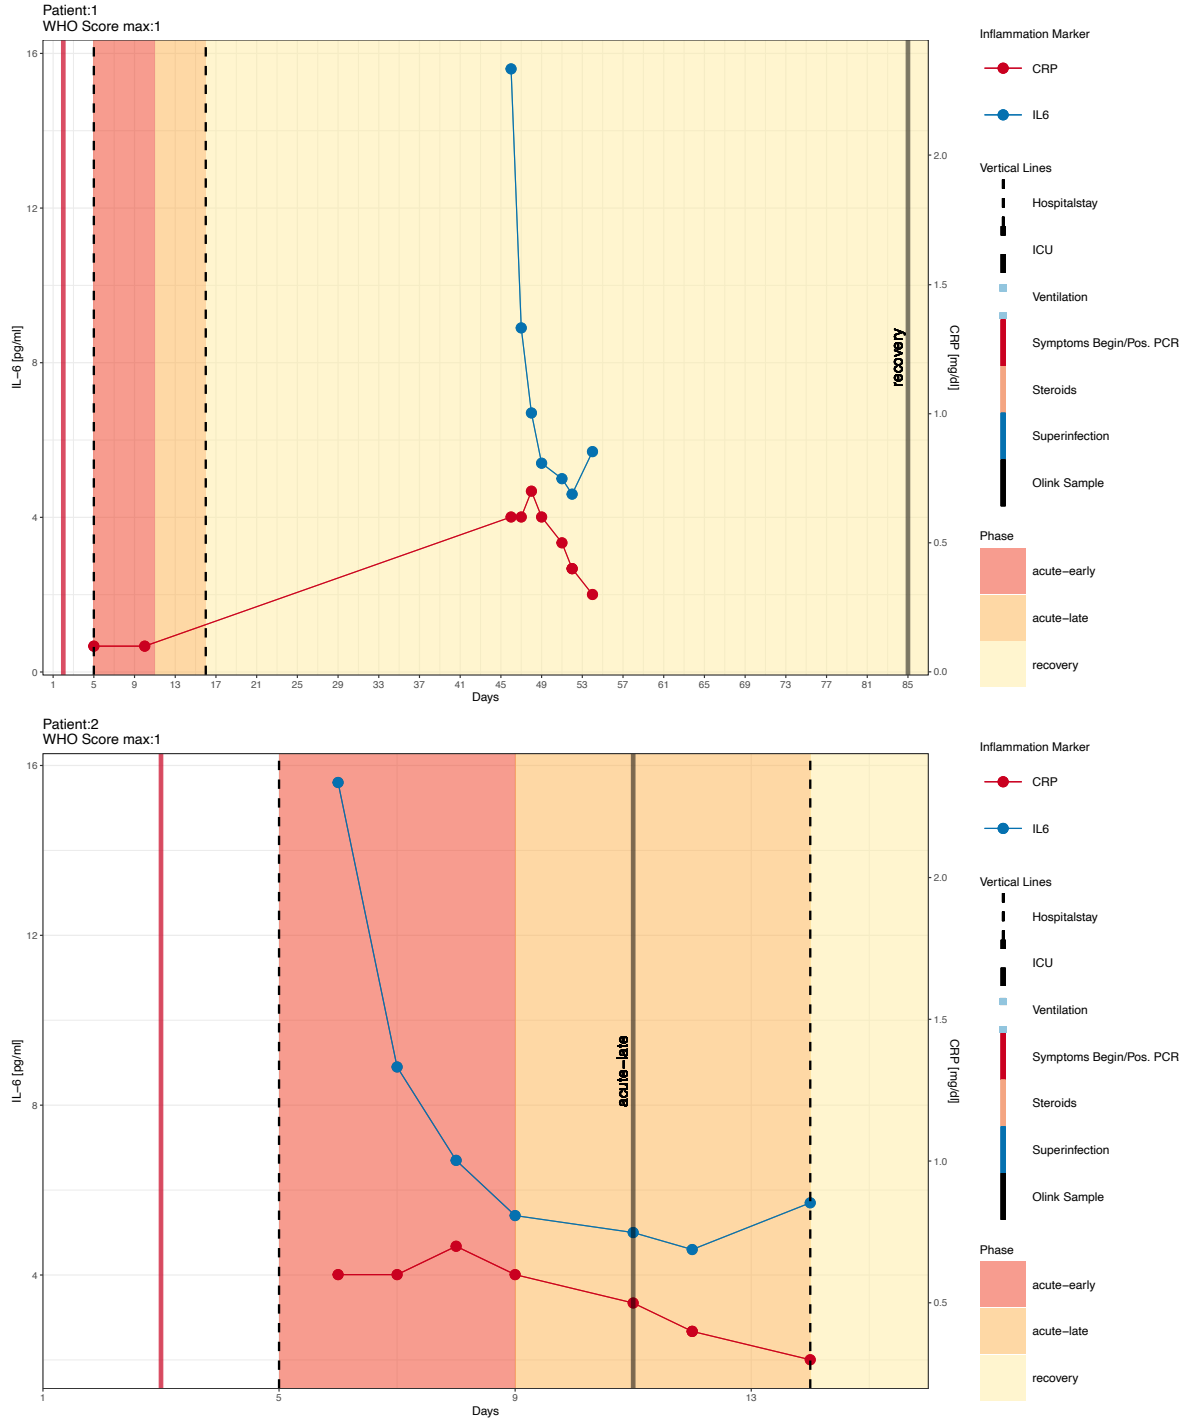 Patient:1
WHO Score max:1
16
12
8
4
0
IL−6 [pg/ml]
2.0
1.5
1.0
0.5
0.0
CRP [mg/dl]
recovery
1 5 9 13 17 21 25 29 33 37 41 45 49 53 57 61 65 69 73 77 81 85
Days
Inflammation Marker
CRP
IL6
Vertical Lines
Hospitalstay
ICU
Ventilation
Symptoms Begin/Pos. PCR
Steroids
Superinfection
Olink Sample
Phase
acute−early
acute−late
recovery
Patient:2
WHO Score max:1
16
12
8
4
IL−6 [pg/ml]
2.0
1.5
1.0
0.5
CRP [mg/dl]
acute−late
1 5 9 13
Days
Inflammation Marker
CRP
IL6
Vertical Lines
Hospitalstay
ICU
Ventilation
Symptoms Begin/Pos. PCR
Steroids
Superinfection
Olink Sample
Phase
acute−early
acute−late
recovery